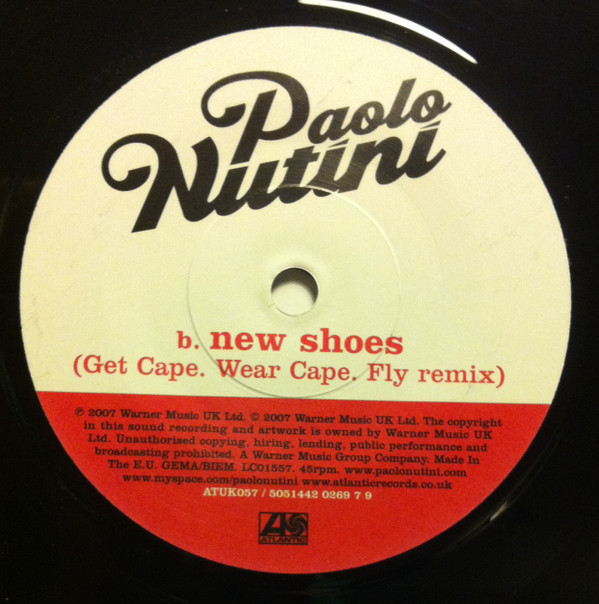 Paolo
Nutini
b. new shoes
(Get Cape. Wear Cape. Fly remix)
℗ 2007 Warner Music UK Ltd. © 2007 Warner Music UK Ltd. The copyright
in this sound recording and artwork is owned by Warner Music UK
Ltd. Unauthorised copying, hiring, lending, public performance and
broadcasting prohibited. A Warner Music Group Company. Made In
The E.U. GEMA/BIEM. LC01557. 45rpm. www.paolonutini.com
www.myspace.com/paolonutini www.atlanticrecords.co.uk
ATUK057 / 5051442 0269 7 9
ATLANTIC